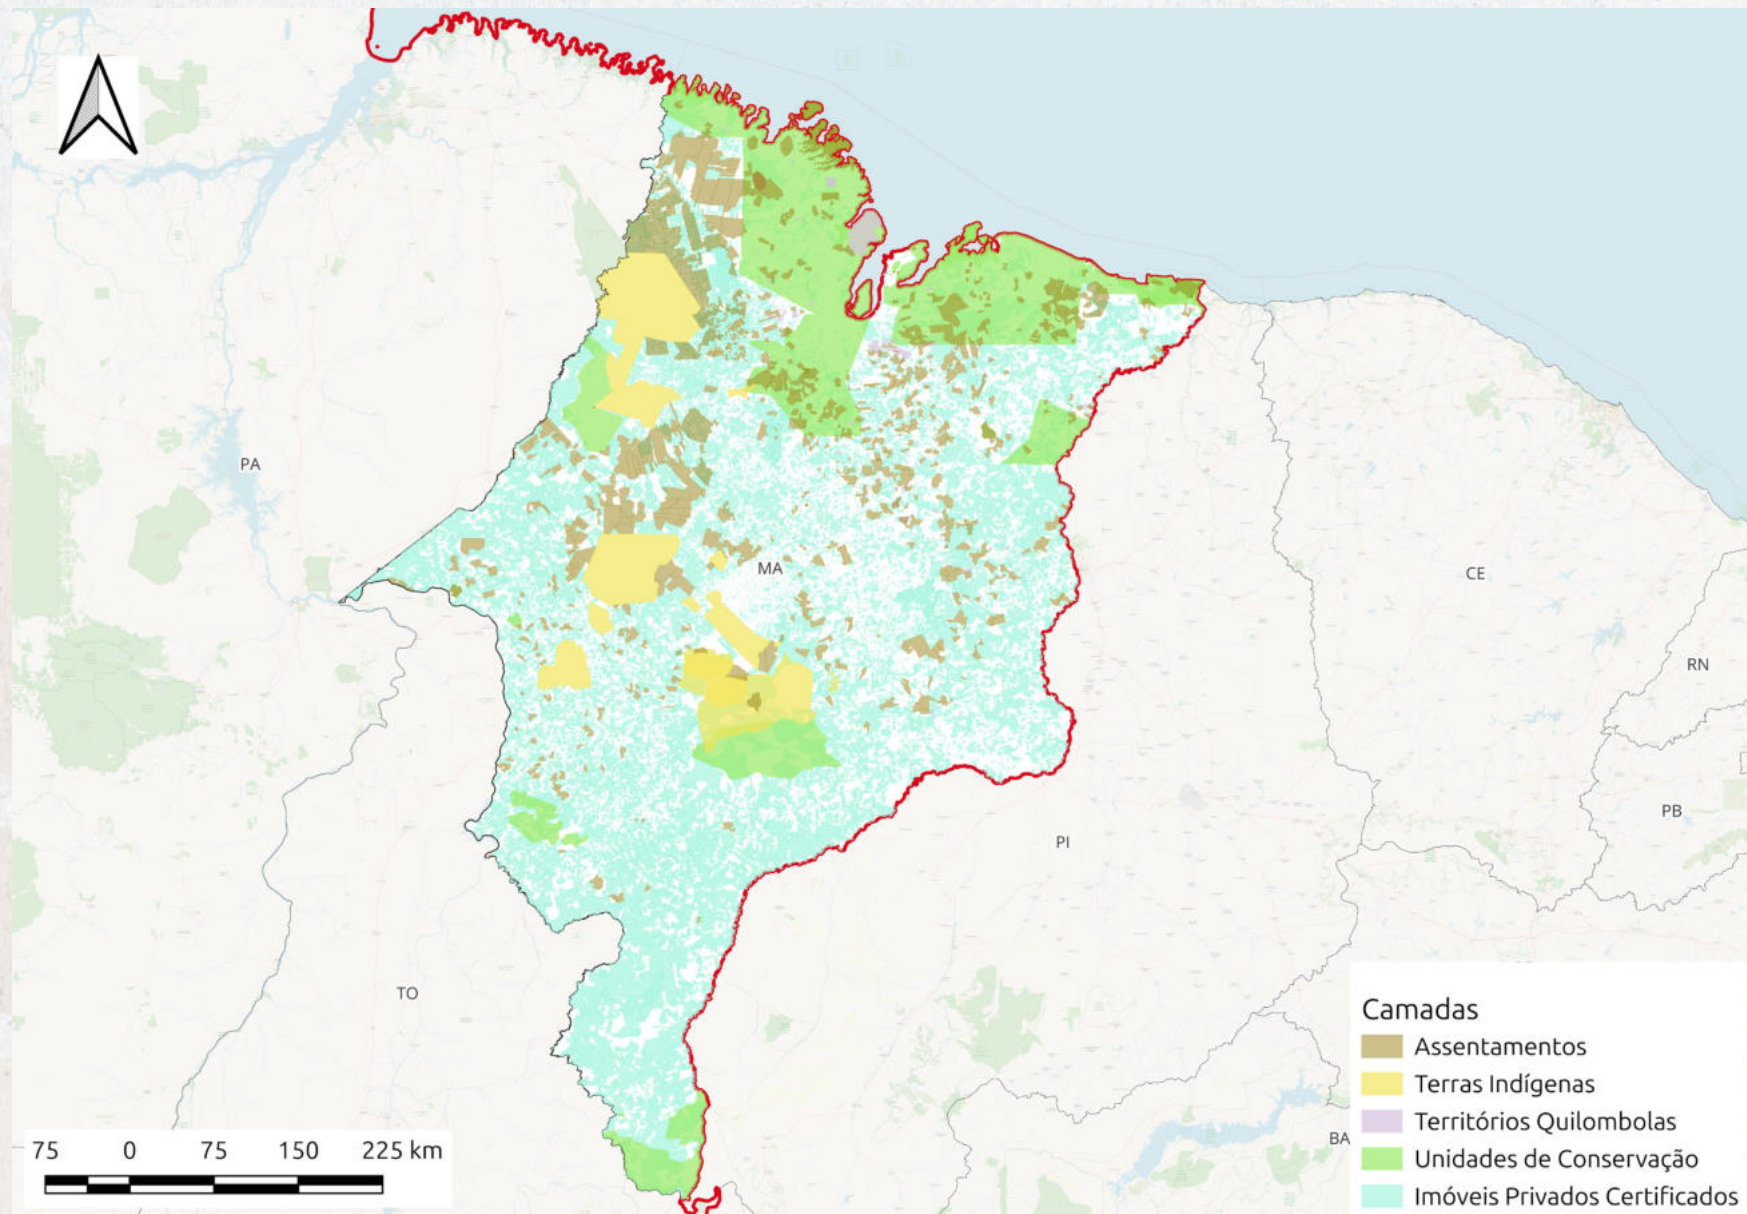 PA
MA
CE
RN
PB
PI
TO
BA
75 0 75 150 225 km
Camadas
Assentamentos
Terras Indígenas
Territórios Quilombolas
Unidades de Conservação
Imóveis Privados Certificados